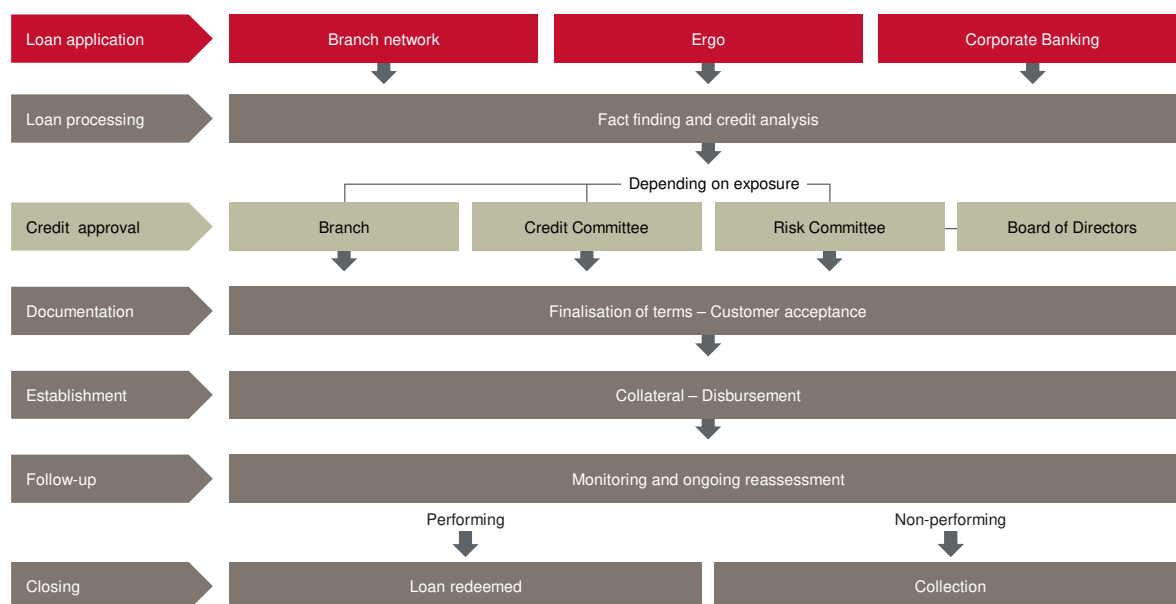 Loan application
Branch network
Ergo
Corporate Banking
Loan processing
Fact finding and credit analysis
Depending on exposure
Credit approval
Branch
Credit Committee
Risk Committee
Board of Directors
Documentation
Finalisation of terms – Customer acceptance
Establishment
Collateral – Disbursement
Follow-up
Monitoring and ongoing reassessment
Performing
Non-performing
Closing
Loan redeemed
Collection